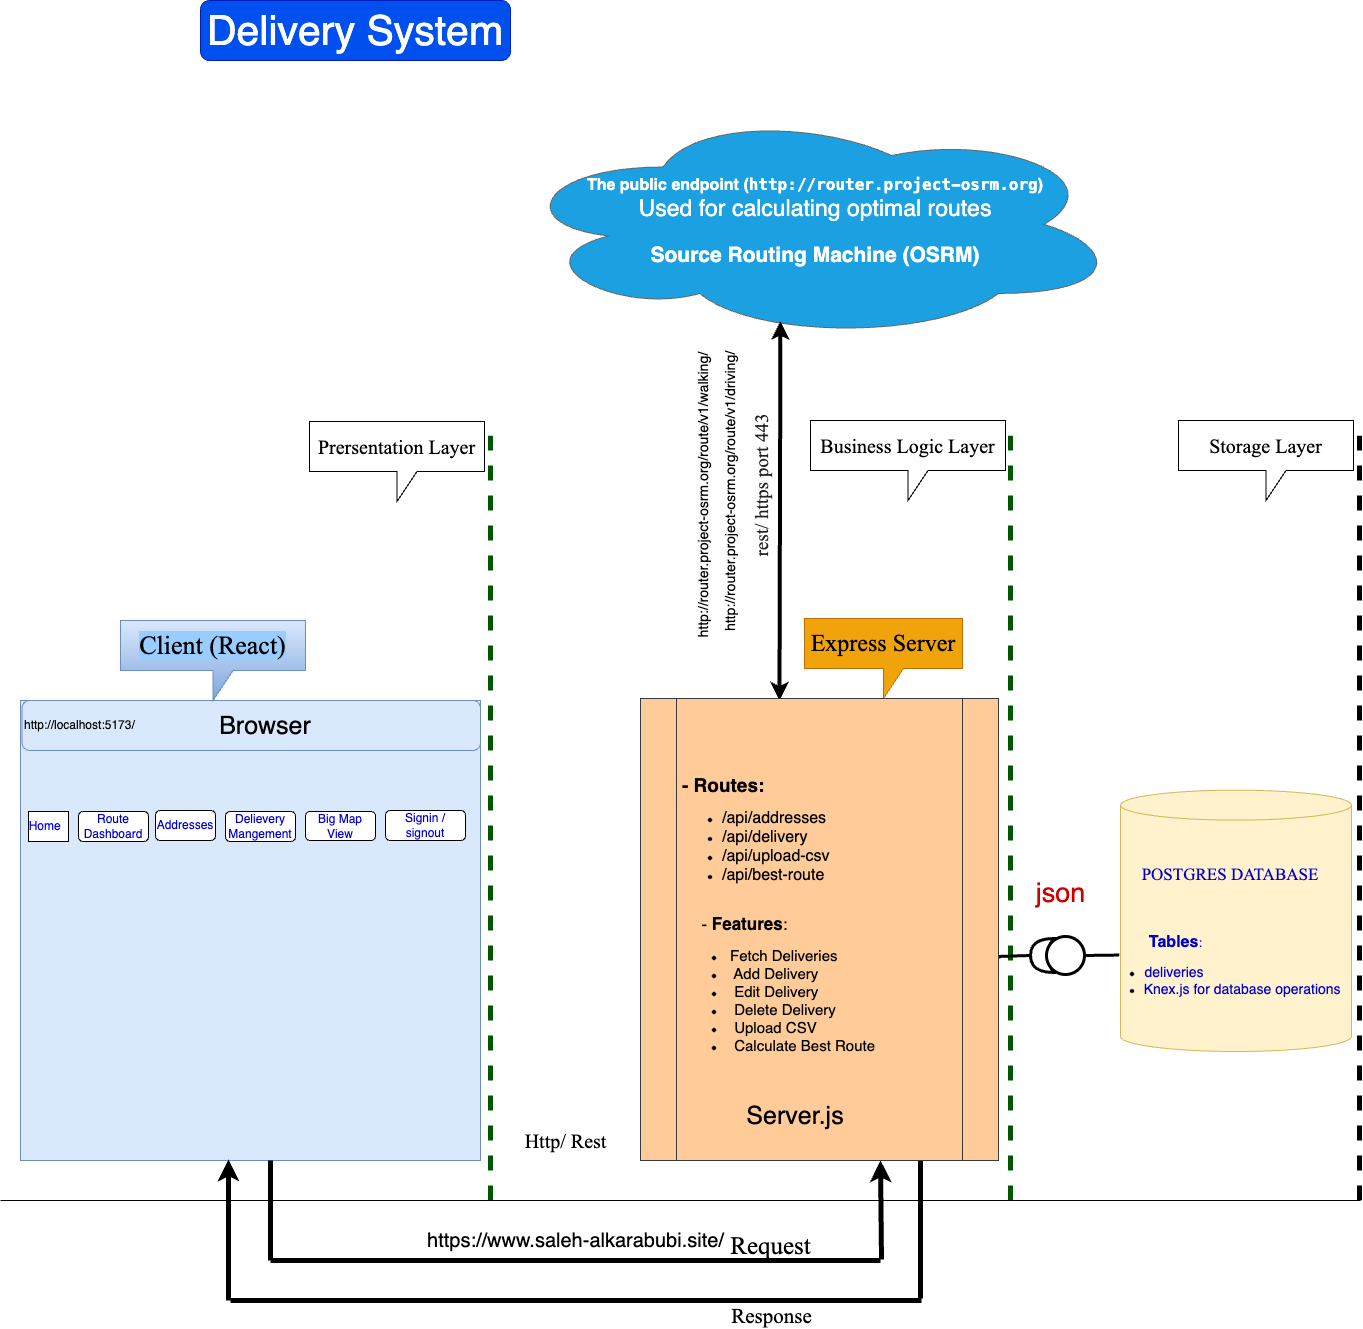 Delivery System
The public endpoint (http://router.project-osrm.org)
Used for calculating optimal routes
Source Routing Machine (OSRM)
http://router.project-osrm.org/route/v1/walking/
http://router.project-osrm.org/route/v1/driving/
rest/ https port 443
Prersentation Layer
Business Logic Layer
Storage Layer
Client (React)
Express Server
http://localhost:5173/
Browser
Home
Route
Dashboard
Addresses
Delievery
Mangement
Big Map
View
Signin /
signout
- Routes:
• /api/addresses
• /api/delivery
• /api/upload-csv
• /api/best-route
- Features:
• Fetch Deliveries
• Add Delivery
• Edit Delivery
• Delete Delivery
• Upload CSV
• Calculate Best Route
Server.js
json
POSTGRES DATABASE
Tables:
• deliveries
• Knex.js for database operations
Http/ Rest
https://www.saleh-alkarabubi.site/ Request
Response